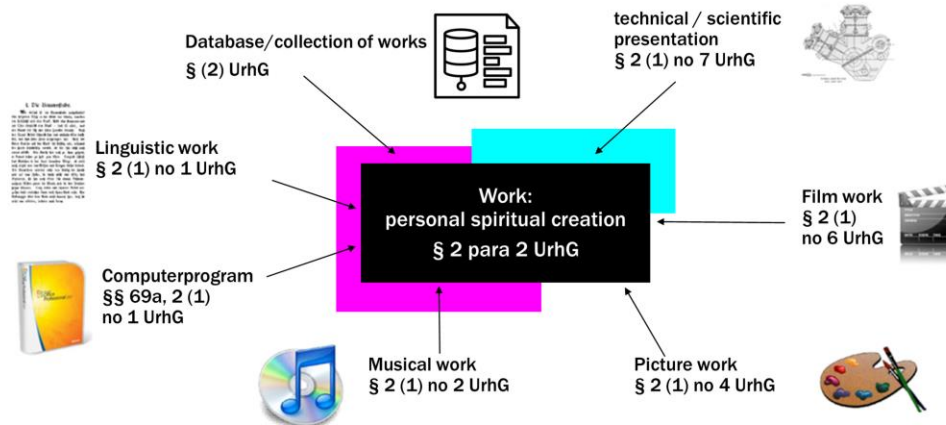 Database/collection of works
§ (2) UrhG
technical / scientific
presentation
§ 2 (1) no 7 UrhG
Linguistic work
§ 2 (1) no 1 UrhG
Work:
personal spiritual creation
§ 2 para 2 UrhG
Film work
§ 2 (1)
no 6 UrhG
Computerprogram
§§ 69a, 2 (1)
no 1 UrhG
Musical work
§ 2 (1) no 2 UrhG
Picture work
§ 2 (1) no 4 UrhG